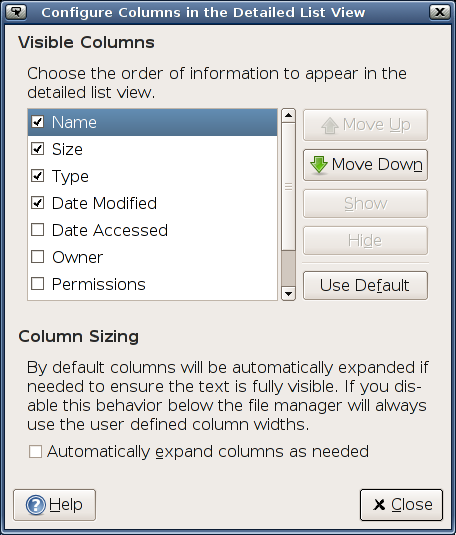 Configure Columns in the Detailed List View
Visible Columns
Choose the order of information to appear in the
detailed list view.
Name
Size
Type
Date Modified
Date Accessed
Owner
Permissions
Move Up
Move Down
Show
Hide
Use Default
Column Sizing
By default columns will be automatically expanded if
needed to ensure the text is fully visible. If you dis-
able this behavior below the file manager will always
use the user defined column widths.
Automatically expand columns as needed
Help
Close